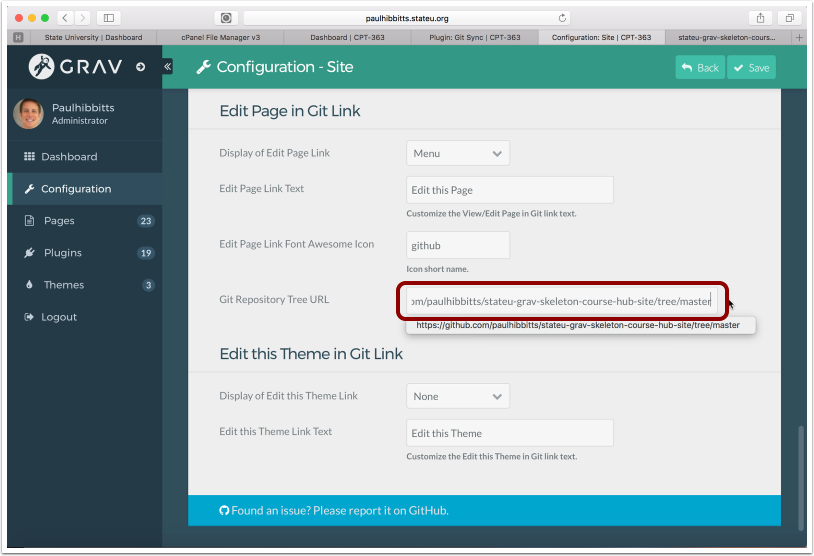 paulhibbitts.stateu.org
H
State University | Dashboard
cPanel File Manager v3
Dashboard | CPT-363
Plugin: Git Sync | CPT-363
Configuration: Site | CPT-363
stateu-grav-skeleton-cours...
GRAV
Configuration - Site
Back
Save
Paulhibbitts
Administrator
Dashboard
Configuration
Pages 23
Plugins 19
Themes 3
Logout
Edit Page in Git Link
Display of Edit Page Link
Menu
Edit Page Link Text
Edit this Page
Customize the View/Edit Page in Git link text.
Edit Page Link Font Awesome Icon
github
Icon short name.
Git Repository Tree URL
om/paulhibbitts/stateu-grav-skeleton-course-hub-site/tree/master
https://github.com/paulhibbitts/stateu-grav-skeleton-course-hub-site/tree/master
Edit this Theme in Git Link
Display of Edit this Theme Link
None
Edit this Theme Link Text
Edit this Theme
Customize the Edit this Theme in Git link text.
Found an issue? Please report it on GitHub.